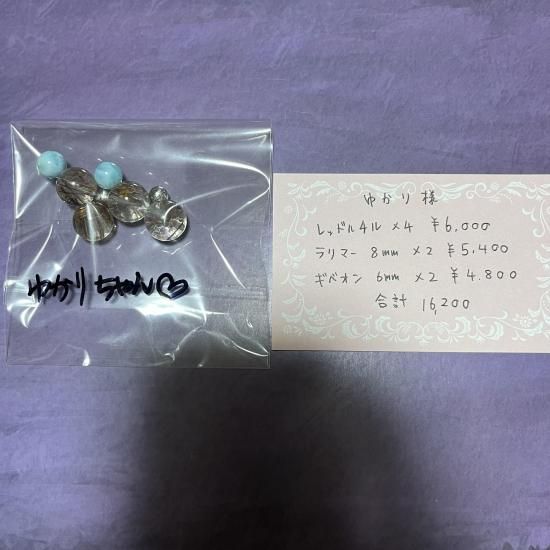 ゆかりちゃん♡
ゆかり様
レッドルチル ×4 ¥6,000
ラリマー 8mm ×2 ¥5,400
ギベオン 6mm ×2 ¥4.800
合計 16,200